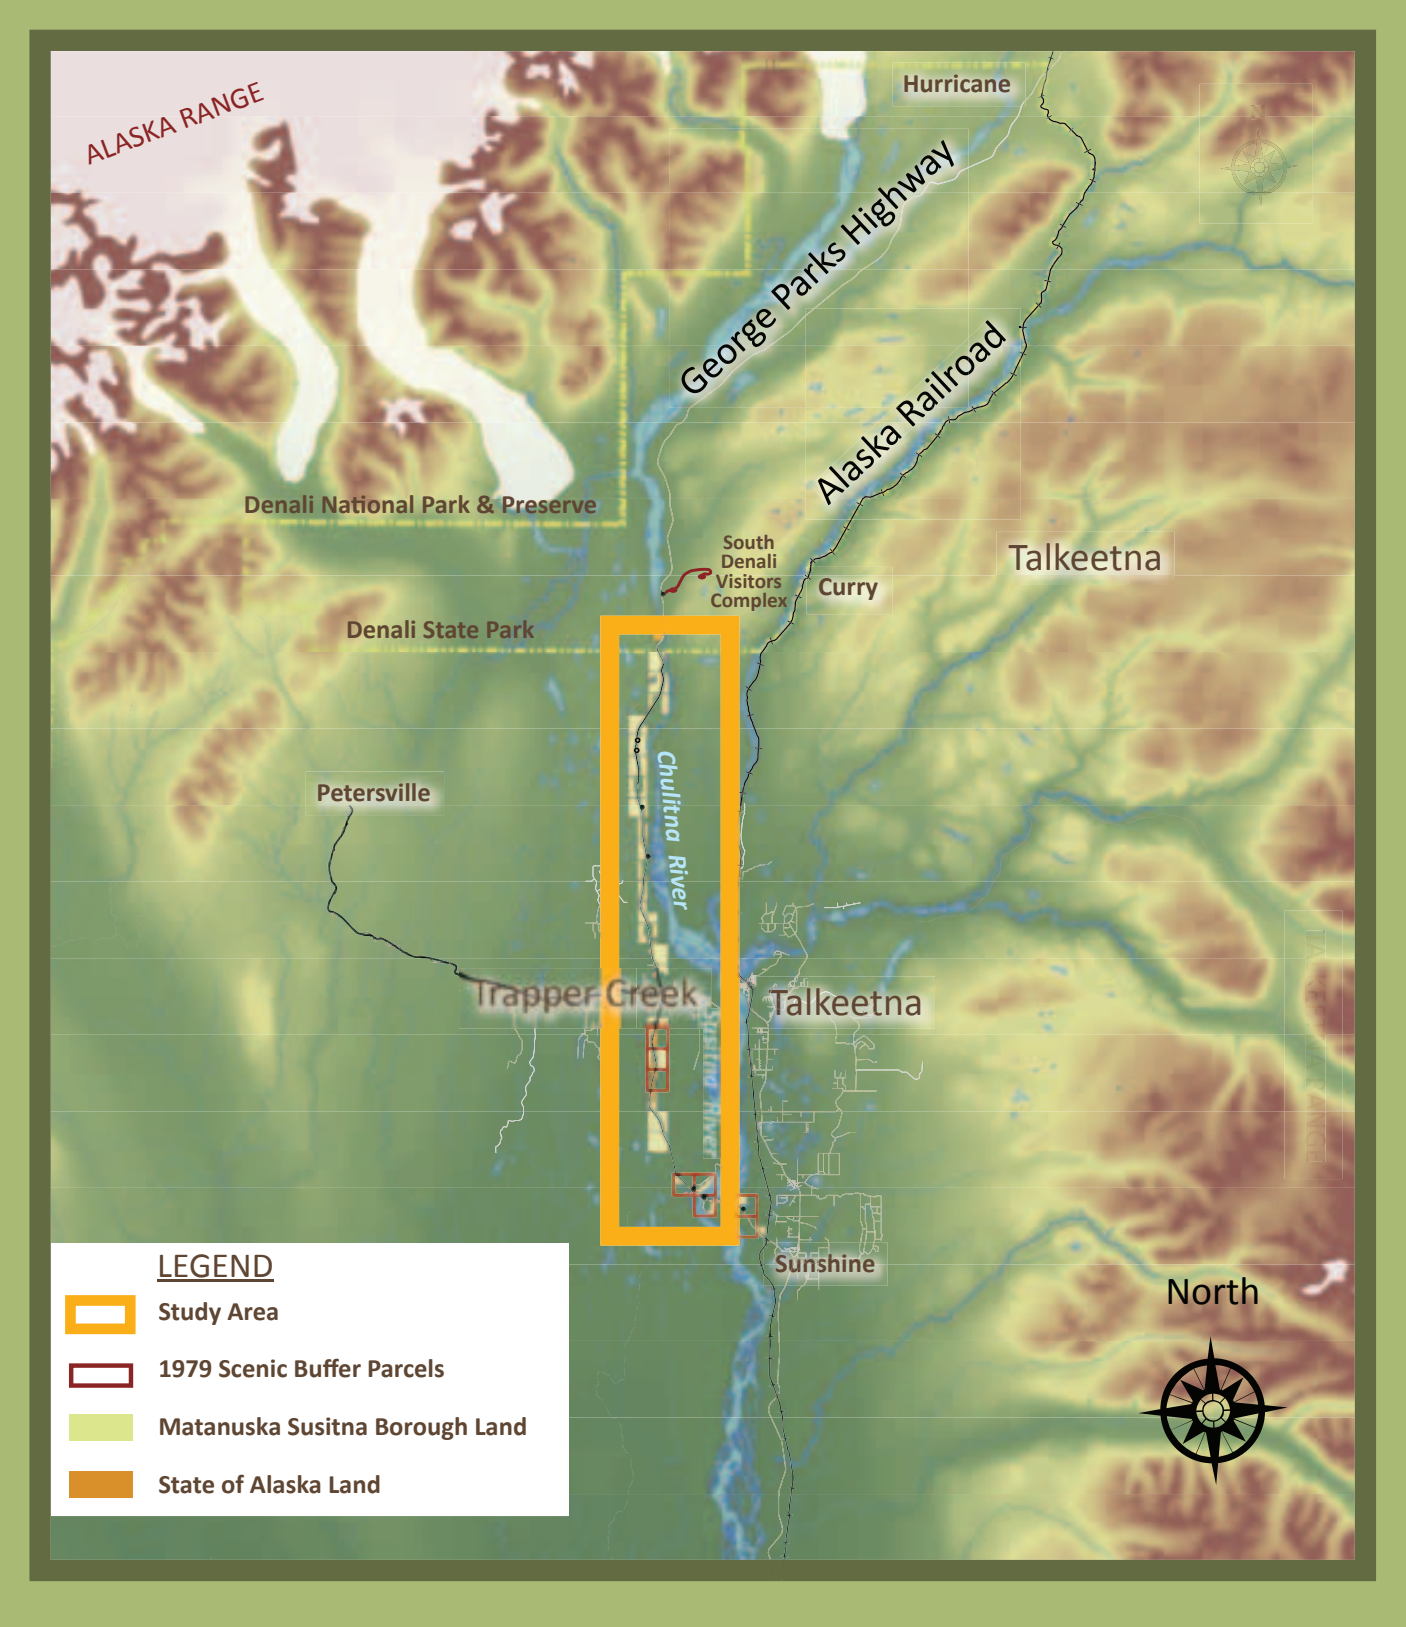 Hurricane
ALASKA RANGE
George Parks Highway
Alaska Railroad
Denali National Park & Preserve
South
Denali
Visitors
Complex
Talkeetna
Curry
Denali State Park
Chulitna River
Petersville
Trapper Creek
Talkeetna
Susitna River
TALKEETNA RANGE
Sunshine
North
LEGEND
Study Area
1979 Scenic Buffer Parcels
Matanuska Susitna Borough Land
State of Alaska Land